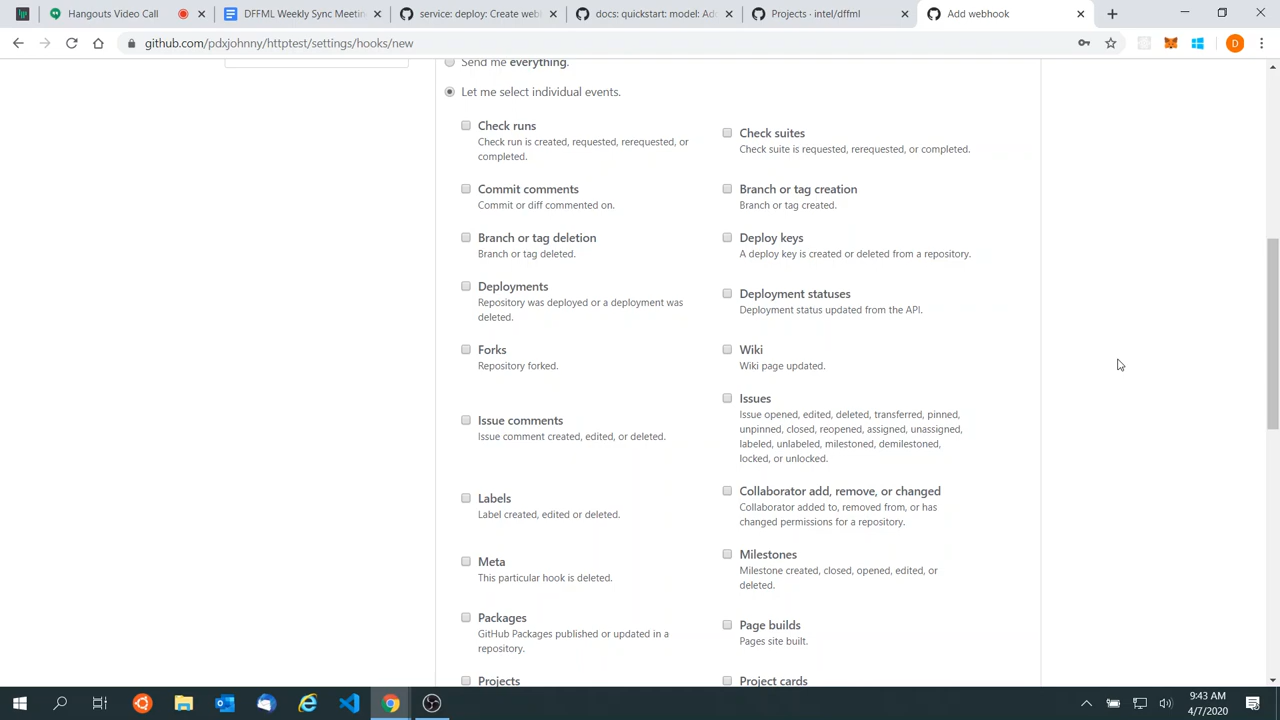 Hangouts Video Call
DFFML Weekly Sync Meetin
service: deploy: Create web
docs: quickstart: model: Ad
Projects · intel/dffml
Add webhook
github.com/pdxjohnny/httptest/settings/hooks/new
D
Send me everything.
Let me select individual events.
Check runs
Check run is created, requested, rerequested, or
completed.
Check suites
Check suite is requested, rerequested, or completed.
Commit comments
Commit or diff commented on.
Branch or tag creation
Branch or tag created.
Branch or tag deletion
Branch or tag deleted.
Deploy keys
A deploy key is created or deleted from a repository.
Deployments
Repository was deployed or a deployment was
deleted.
Deployment statuses
Deployment status updated from the API.
Forks
Repository forked.
Wiki
Wiki page updated.
Issue comments
Issue comment created, edited, or deleted.
Issues
Issue opened, edited, deleted, transferred, pinned,
unpinned, closed, reopened, assigned, unassigned,
labeled, unlabeled, milestoned, demilestoned,
locked, or unlocked.
Labels
Label created, edited or deleted.
Collaborator add, remove, or changed
Collaborator added to, removed from, or has
changed permissions for a repository.
Meta
This particular hook is deleted.
Milestones
Milestone created, closed, opened, edited, or
deleted.
Packages
GitHub Packages published or updated in a
repository.
Page builds
Pages site built.
Projects
Project cards
9:43 AM
4/7/2020